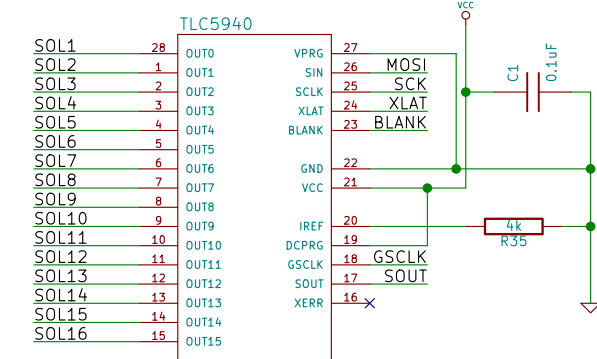 VCC
TLC5940
SOL1 28 OUT0 VPRG 27
SOL2 1 OUT1 SIN 26 MOSI
SOL3 2 OUT2 SCLK 25 SCK
SOL4 3 OUT3 XLAT 24 XLAT
SOL5 4 OUT4 BLANK 23 BLANK
SOL6 5 OUT5
SOL7 6 OUT6 GND 22
SOL8 7 OUT7 VCC 21
SOL9 8 OUT8
SOL10 9 OUT9 IREF 20
SOL11 10 OUT10 DCPRG 19
SOL12 11 OUT11 GSCLK 18 GSCLK
SOL13 12 OUT12 SOUT 17 SOUT
SOL14 13 OUT13 XERR 16
SOL15 14 OUT14
SOL16 15 OUT15
C1
0.1uF
4k
R35